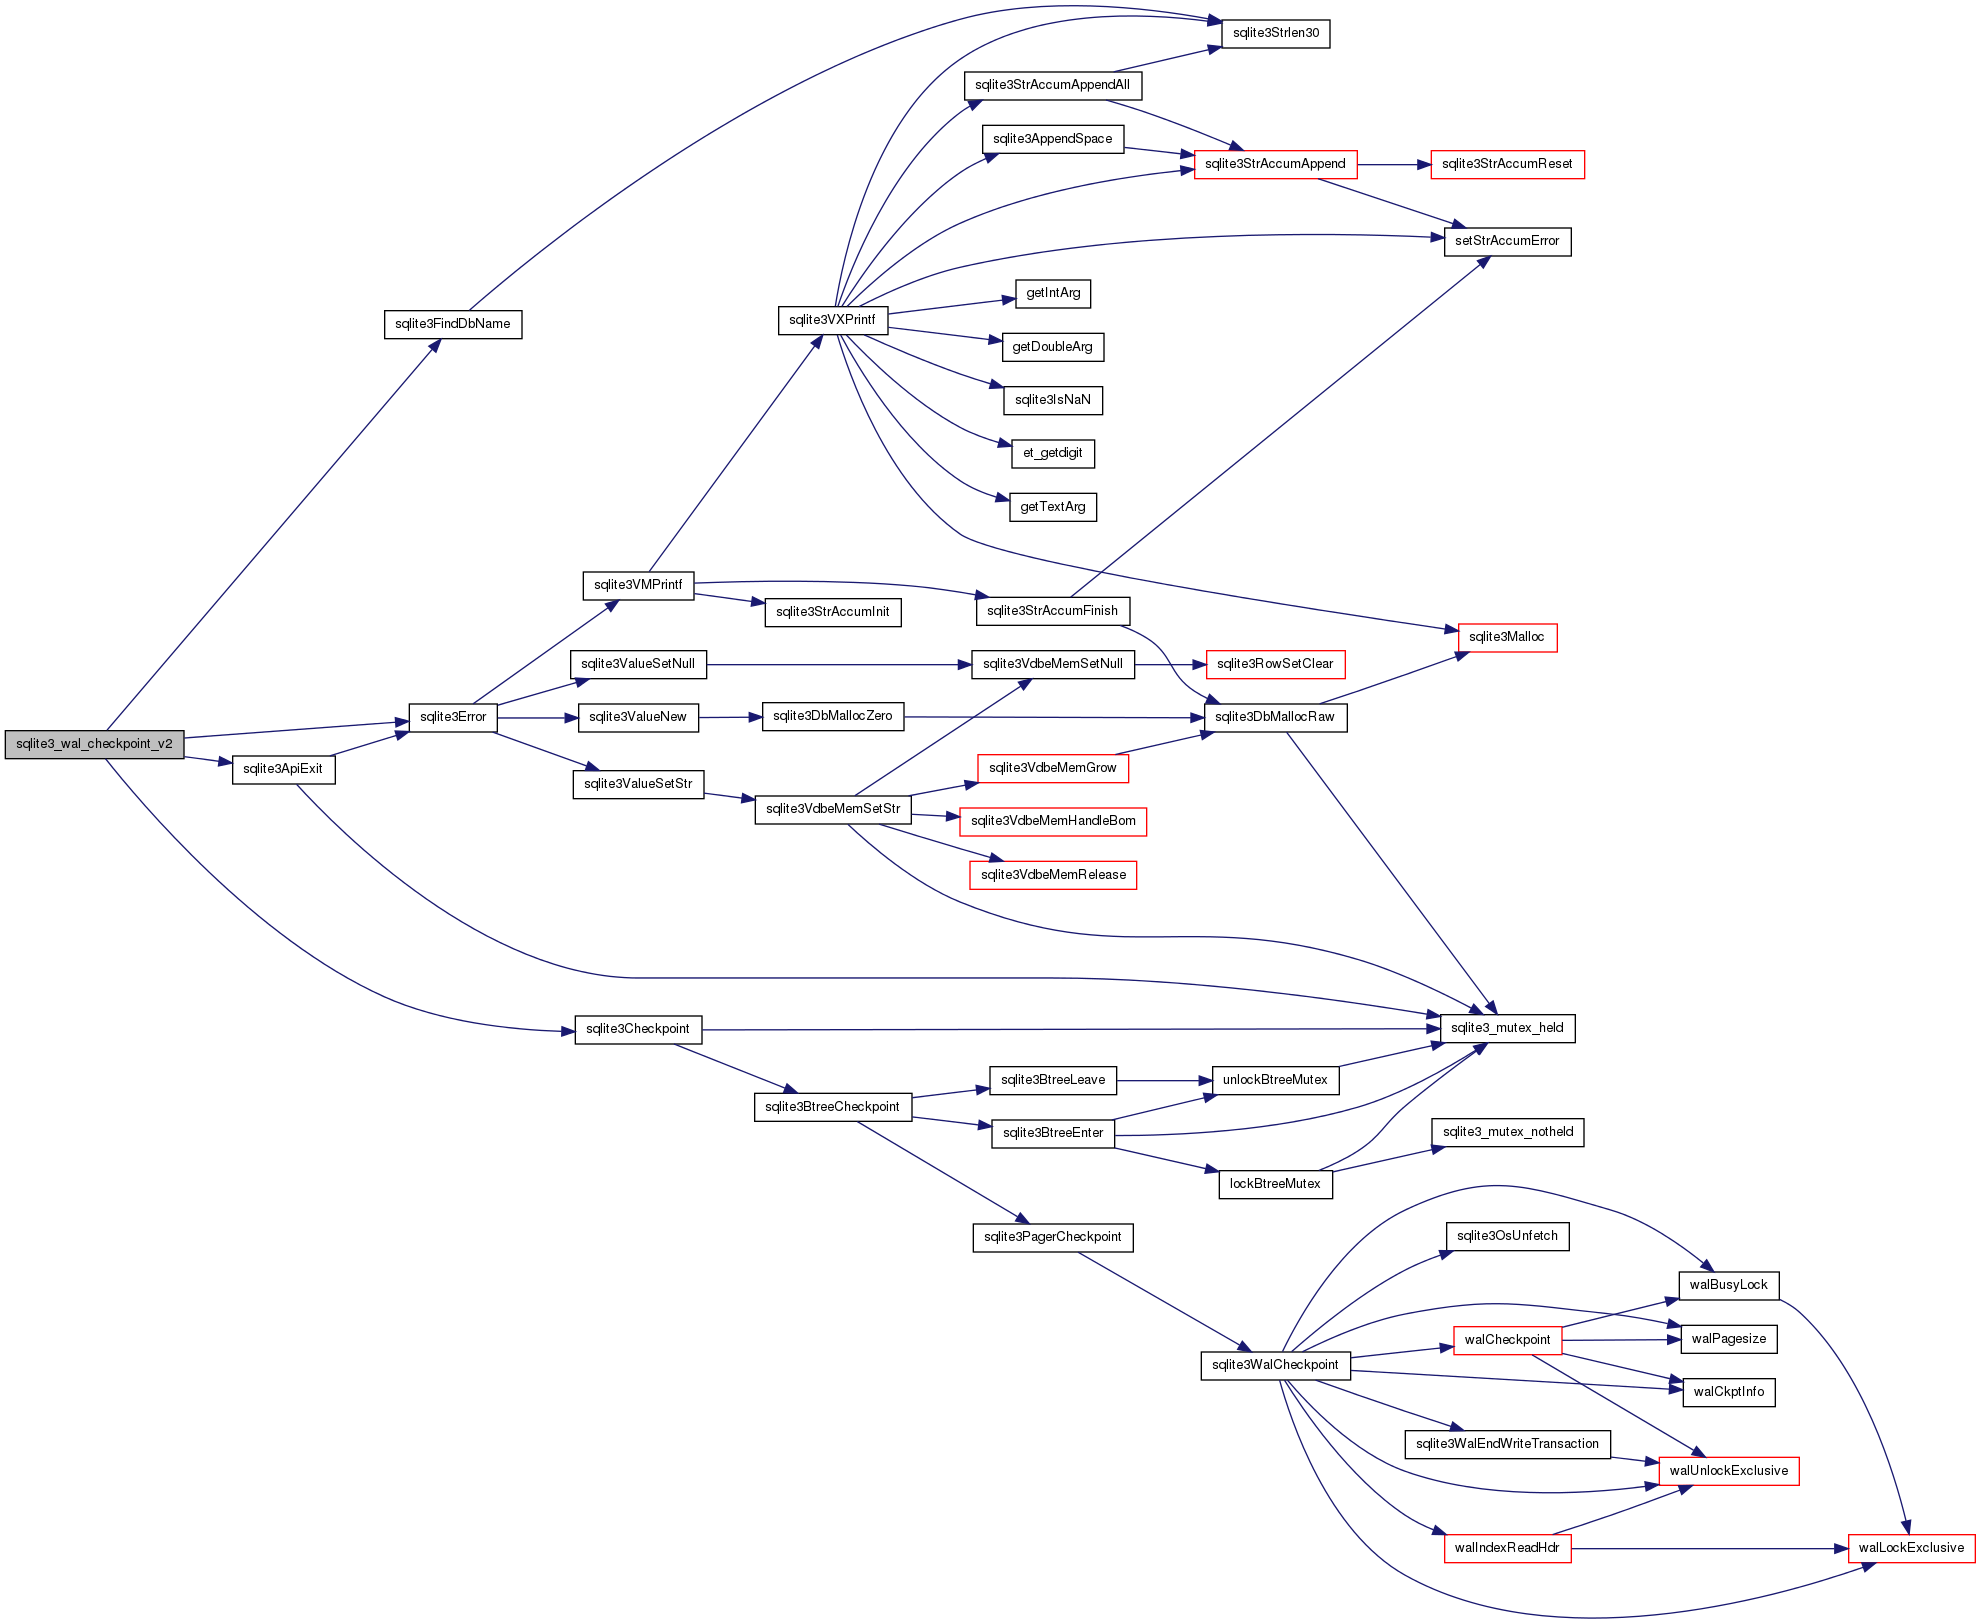 sqlite3Strlen30
sqlite3StrAccumAppendAll
sqlite3AppendSpace
sqlite3StrAccumAppend
sqlite3StrAccumReset
setStrAccumError
getIntArg
sqlite3FindDbName
sqlite3VXPrintf
getDoubleArg
sqlite3IsNaN
et_getdigit
getTextArg
sqlite3VMPrintf
sqlite3StrAccumInit
sqlite3StrAccumFinish
sqlite3Malloc
sqlite3ValueSetNull
sqlite3VdbeMemSetNull
sqlite3RowSetClear
sqlite3Error
sqlite3ValueNew
sqlite3DbMallocZero
sqlite3DbMallocRaw
sqlite3_wal_checkpoint_v2
sqlite3ApiExit
sqlite3VdbeMemGrow
sqlite3ValueSetStr
sqlite3VdbeMemSetStr
sqlite3VdbeMemHandleBom
sqlite3VdbeMemRelease
sqlite3Checkpoint
sqlite3_mutex_held
sqlite3BtreeLeave
unlockBtreeMutex
sqlite3BtreeCheckpoint
sqlite3BtreeEnter
sqlite3_mutex_notheld
lockBtreeMutex
sqlite3PagerCheckpoint
sqlite3OsUnfetch
walBusyLock
walCheckpoint
walPagesize
sqlite3WalCheckpoint
walCkptInfo
sqlite3WalEndWriteTransaction
walUnlockExclusive
walIndexReadHdr
walLockExclusive